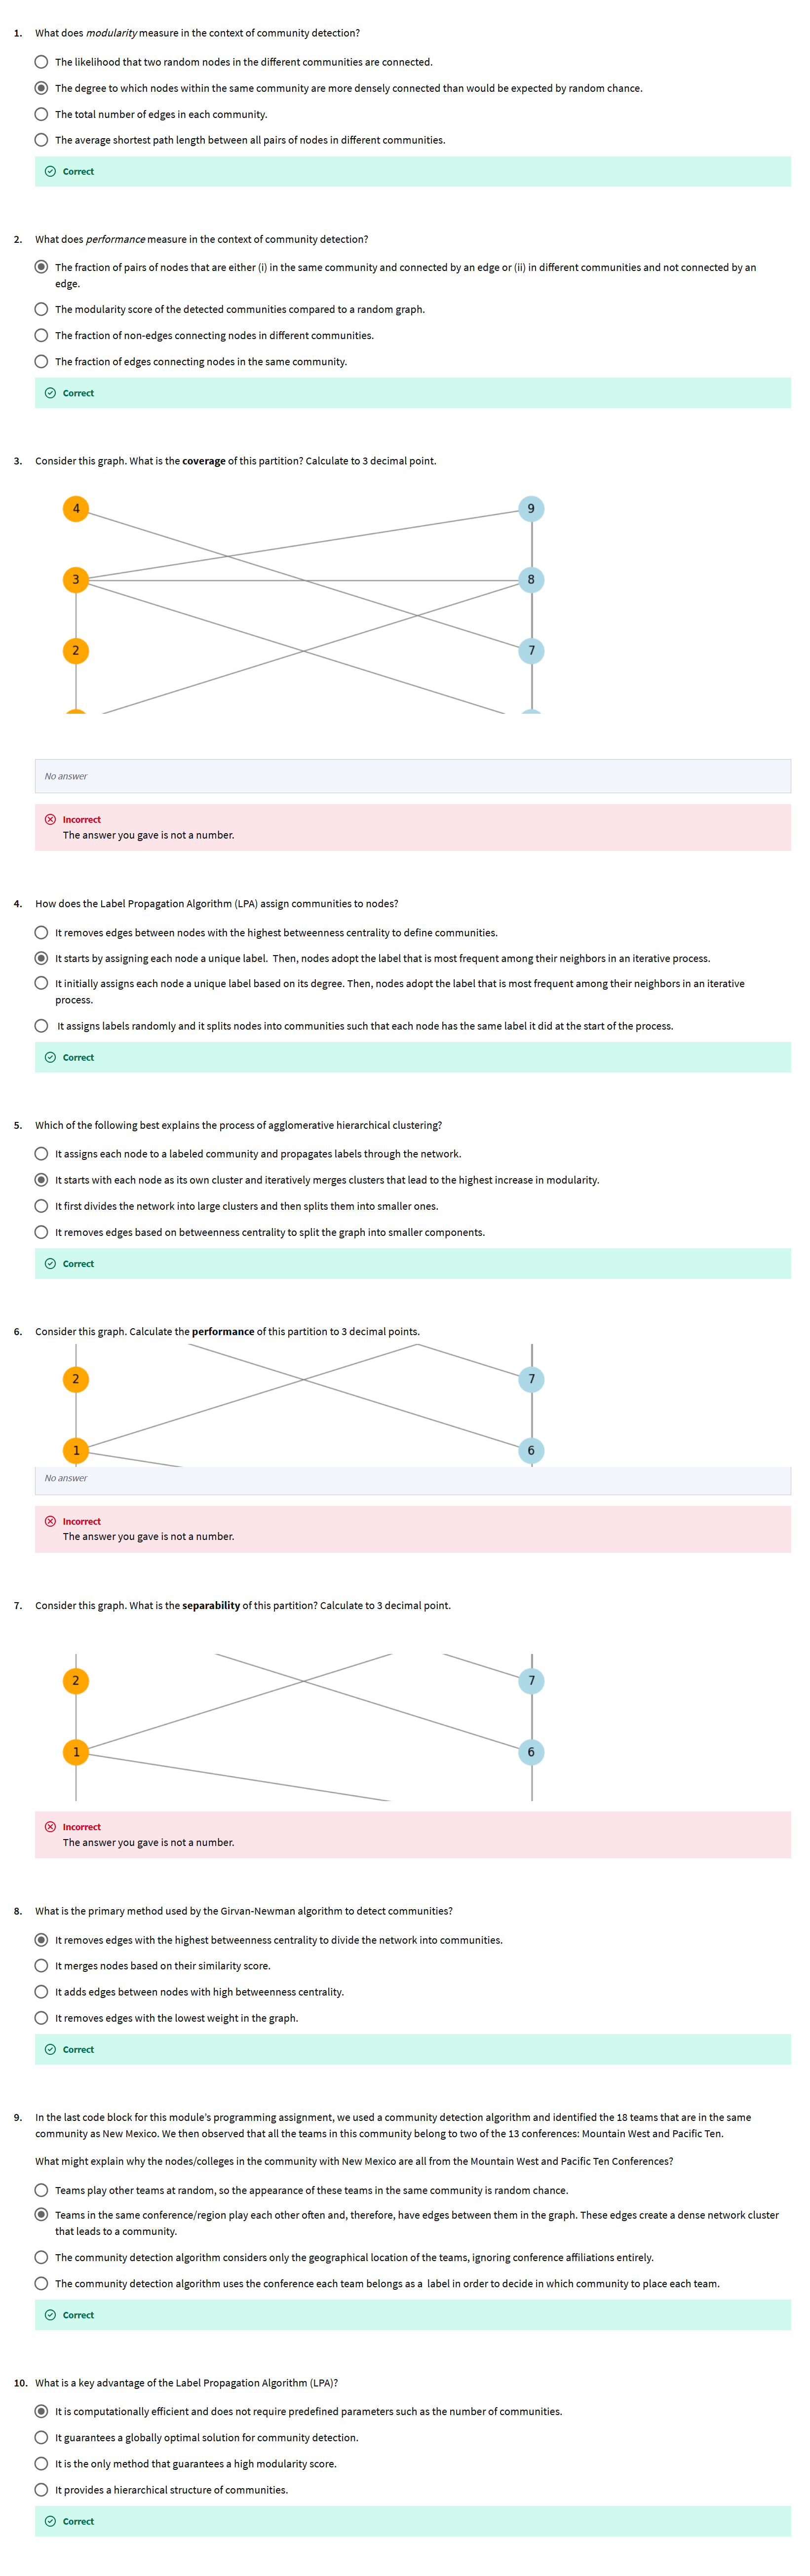 1. What does modularity measure in the context of community detection?
The likelihood that two random nodes in the different communities are connected.
The degree to which nodes within the same community are more densely connected than would be expected by random chance.
The total number of edges in each community.
The average shortest path length between all pairs of nodes in different communities.
Correct
2. What does performance measure in the context of community detection?
The fraction of pairs of nodes that are either (i) in the same community and connected by an edge or (ii) in different communities and not connected by an
edge.
The modularity score of the detected communities compared to a random graph.
The fraction of non-edges connecting nodes in different communities.
The fraction of edges connecting nodes in the same community.
Correct
3. Consider this graph. What is the coverage of this partition? Calculate to 3 decimal point.
4 9
3 8
2 7
No answer
Incorrect
The answer you gave is not a number.
4. How does the Label Propagation Algorithm (LPA) assign communities to nodes?
It removes edges between nodes with the highest betweenness centrality to define communities.
It starts by assigning each node a unique label. Then, nodes adopt the label that is most frequent among their neighbors in an iterative process.
It initially assigns each node a unique label based on its degree. Then, nodes adopt the label that is most frequent among their neighbors in an iterative
process.
It assigns labels randomly and it splits nodes into communities such that each node has the same label it did at the start of the process.
Correct
5. Which of the following best explains the process of agglomerative hierarchical clustering?
It assigns each node to a labeled community and propagates labels through the network.
It starts with each node as its own cluster and iteratively merges clusters that lead to the highest increase in modularity.
It first divides the network into large clusters and then splits them into smaller ones.
It removes edges based on betweenness centrality to split the graph into smaller components.
Correct
6. Consider this graph. Calculate the performance of this partition to 3 decimal points.
2 7
1 6
No answer
Incorrect
The answer you gave is not a number.
7. Consider this graph. What is the separability of this partition? Calculate to 3 decimal point.
2 7
1 6
Incorrect
The answer you gave is not a number.
8. What is the primary method used by the Girvan-Newman algorithm to detect communities?
It removes edges with the highest betweenness centrality to divide the network into communities.
It merges nodes based on their similarity score.
It adds edges between nodes with high betweenness centrality.
It removes edges with the lowest weight in the graph.
Correct
9. In the last code block for this module's programming assignment, we used a community detection algorithm and identified the 18 teams that are in the same
community as New Mexico. We then observed that all the teams in this community belong to two of the 13 conferences: Mountain West and Pacific Ten.
What might explain why the nodes/colleges in the community with New Mexico are all from the Mountain West and Pacific Ten Conferences?
Teams play other teams at random, so the appearance of these teams in the same community is random chance.
Teams in the same conference/region play each other often and, therefore, have edges between them in the graph. These edges create a dense network cluster
that leads to a community.
The community detection algorithm considers only the geographical location of the teams, ignoring conference affiliations entirely.
The community detection algorithm uses the conference each team belongs as a label in order to decide in which community to place each team.
Correct
10. What is a key advantage of the Label Propagation Algorithm (LPA)?
It is computationally efficient and does not require predefined parameters such as the number of communities.
It guarantees a globally optimal solution for community detection.
It is the only method that guarantees a high modularity score.
It provides a hierarchical structure of communities.
Correct